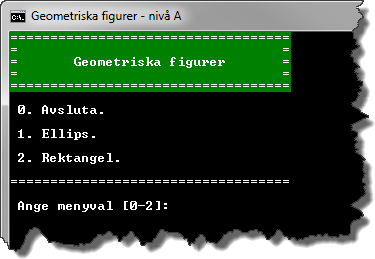 Geometriska figurer - nivå A
===================================
=                                 =
=       Geometriska figurer       =
=                                 =
===================================
0. Avsluta.
1. Ellips.
2. Rektangel.
===================================
Ange menyval [0-2]: